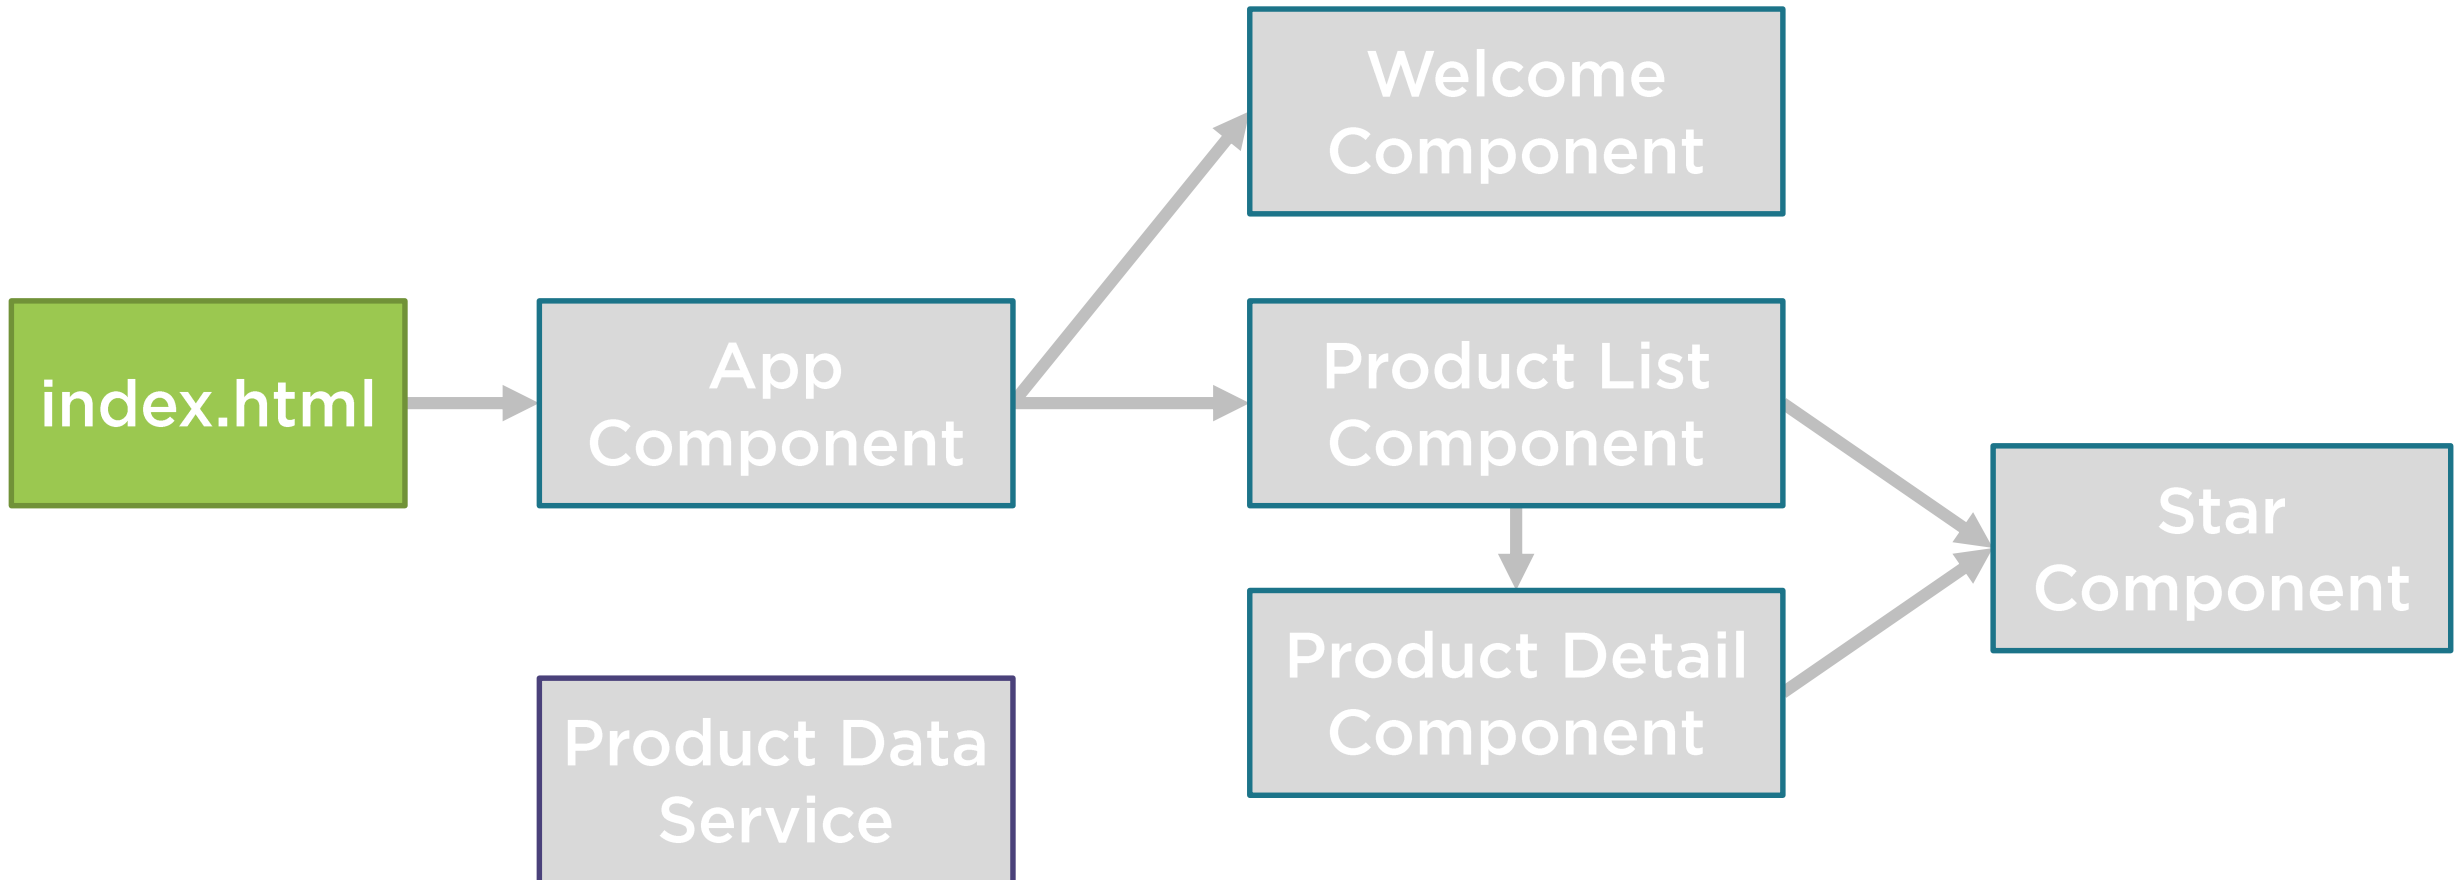 Welcome
Component
index.html
App
Component
Product List
Component
Star
Component
Product Detail
Component
Product Data
Service